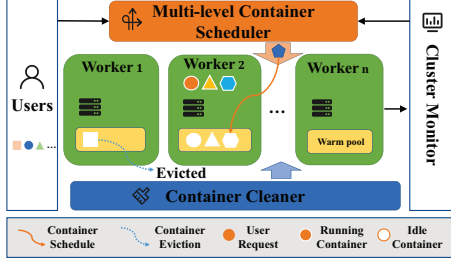 Multi-level Container
Scheduler
Users
...
Worker 1
Worker 2
...
Worker n
Warm pool
Evicted
Cluster Monitor
Container Cleaner
Container
Schedule
Container
Eviction
User
Request
Running
Container
Idle
Container